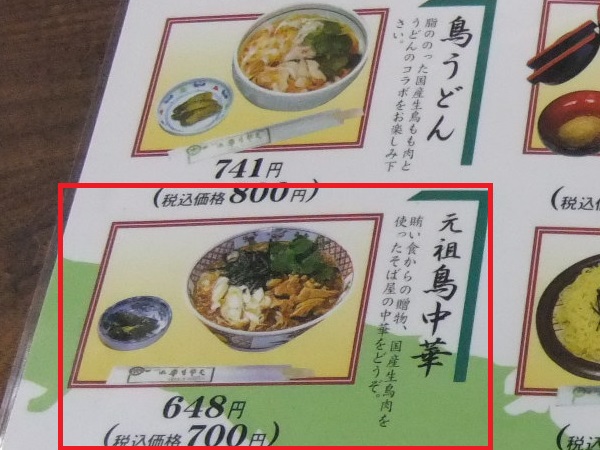 鳥うどん
脂ののった国産生鳥もも肉と
うどんのコラボをお楽しみ下
さい。
741円
(税込価格 800円)
元祖鳥中華
賄い食からの贈物、国産生鳥肉を
使ったそば屋の中華をどうぞ。
648円
(税込価格 700円)
(税込
(税込